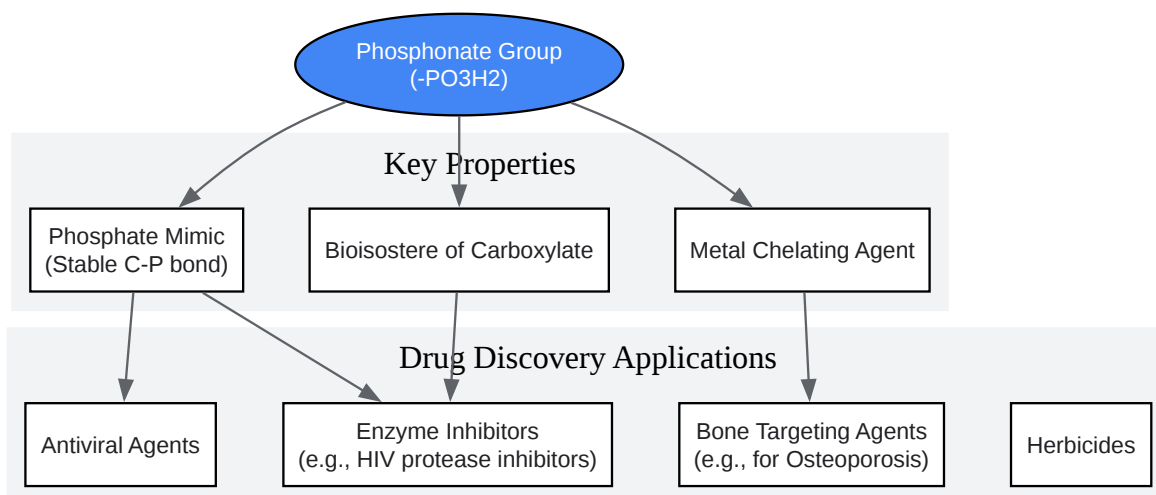 Phosphonate Group
(-PO3H2)
Key Properties
Phosphate Mimic
(Stable C-P bond)
Bioisostere of Carboxylate
Metal Chelating Agent
Drug Discovery Applications
Antiviral Agents
Enzyme Inhibitors
(e.g., HIV protease inhibitors)
Bone Targeting Agents
(e.g., for Osteoporosis)
Herbicides